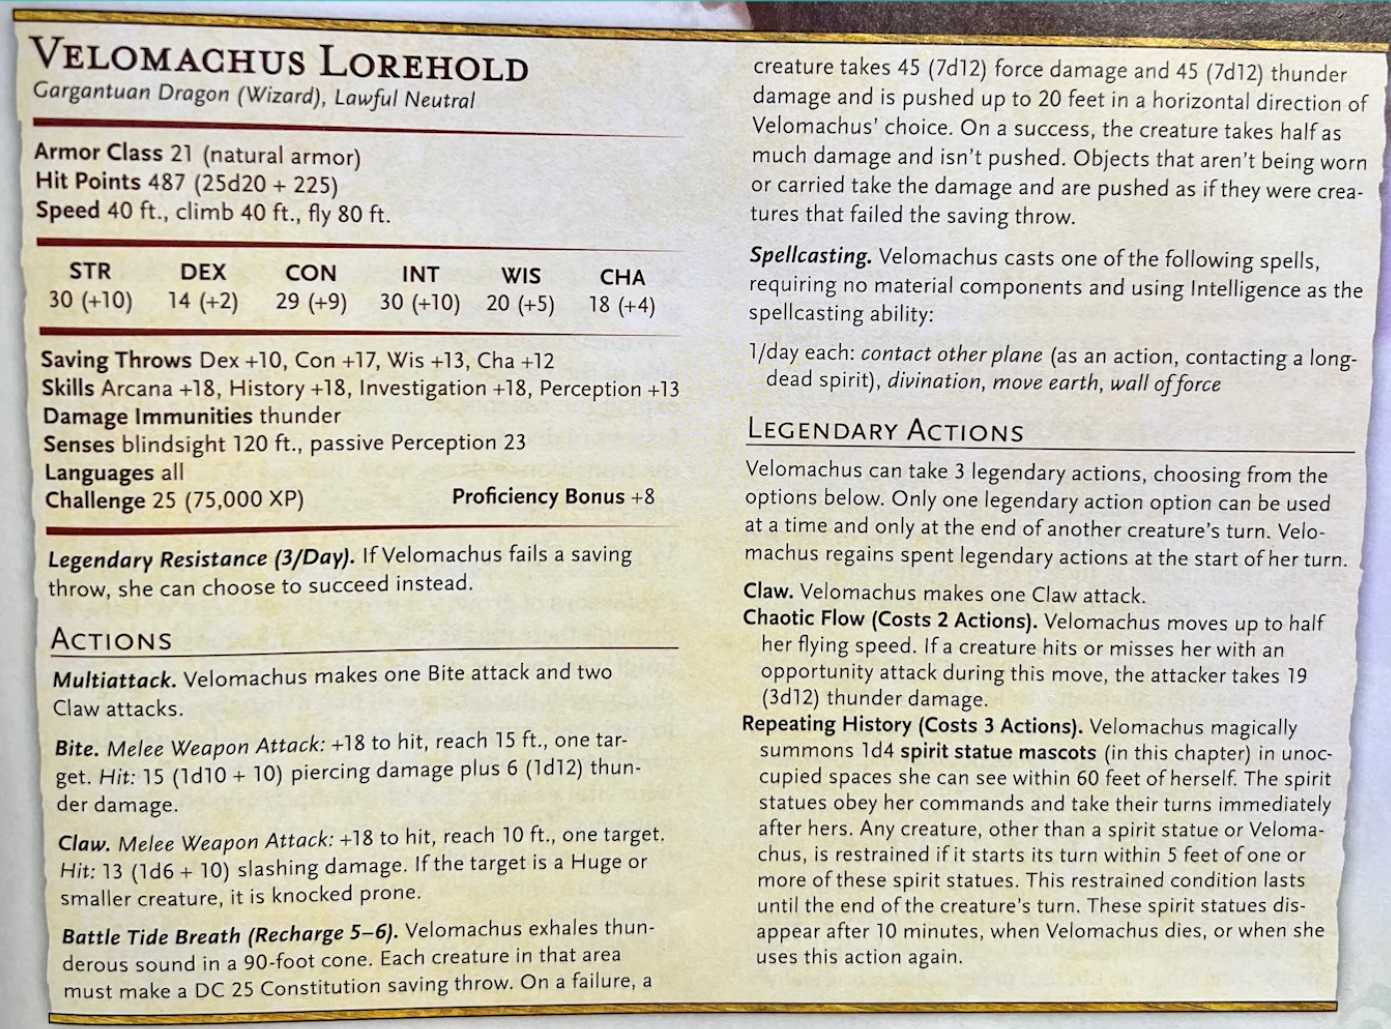 VELOMACHUS LOREHOLD
Gargantuan Dragon (Wizard), Lawful Neutral
Armor Class 21 (natural armor)
Hit Points 487 (25d20 + 225)
Speed 40 ft., climb 40 ft., fly 80 ft.
STR DEX CON INT WIS CHA
30 (+10) 14 (+2) 29 (+9) 30 (+10) 20 (+5) 18 (+4)
Saving Throws Dex +10, Con +17, Wis +13, Cha +12
Skills Arcana +18, History +18, Investigation +18, Perception +13
Damage Immunities thunder
Senses blindsight 120 ft., passive Perception 23
Languages all
Challenge 25 (75,000 XP) Proficiency Bonus +8
Legendary Resistance (3/Day). If Velomachus fails a saving
throw, she can choose to succeed instead.
ACTIONS
Multiattack. Velomachus makes one Bite attack and two
Claw attacks.
Bite. Melee Weapon Attack: +18 to hit, reach 15 ft., one tar-
get. Hit: 15 (1d10 + 10) piercing damage plus 6 (1d12) thun-
der damage.
Claw. Melee Weapon Attack: +18 to hit, reach 10 ft., one target.
Hit: 13 (1d6 + 10) slashing damage. If the target is a Huge or
smaller creature, it is knocked prone.
Battle Tide Breath (Recharge 5–6). Velomachus exhales thun-
derous sound in a 90-foot cone. Each creature in that area
must make a DC 25 Constitution saving throw. On a failure, a
creature takes 45 (7d12) force damage and 45 (7d12) thunder
damage and is pushed up to 20 feet in a horizontal direction of
Velomachus' choice. On a success, the creature takes half as
much damage and isn't pushed. Objects that aren't being worn
or carried take the damage and are pushed as if they were crea-
tures that failed the saving throw.
Spellcasting. Velomachus casts one of the following spells,
requiring no material components and using Intelligence as the
spellcasting ability:
1/day each: contact other plane (as an action, contacting a long-
dead spirit), divination, move earth, wall of force
LEGENDARY ACTIONS
Velomachus can take 3 legendary actions, choosing from the
options below. Only one legendary action option can be used
at a time and only at the end of another creature's turn. Velo-
machus regains spent legendary actions at the start of her turn.
Claw. Velomachus makes one Claw attack.
Chaotic Flow (Costs 2 Actions). Velomachus moves up to half
her flying speed. If a creature hits or misses her with an
opportunity attack during this move, the attacker takes 19
(3d12) thunder damage.
Repeating History (Costs 3 Actions). Velomachus magically
summons 1d4 spirit statue mascots (in this chapter) in unoc-
cupied spaces she can see within 60 feet of herself. The spirit
statues obey her commands and take their turns immediately
after hers. Any creature, other than a spirit statue or Veloma-
chus, is restrained if it starts its turn within 5 feet of one or
more of these spirit statues. This restrained condition lasts
until the end of the creature's turn. These spirit statues dis-
appear after 10 minutes, when Velomachus dies, or when she
uses this action again.